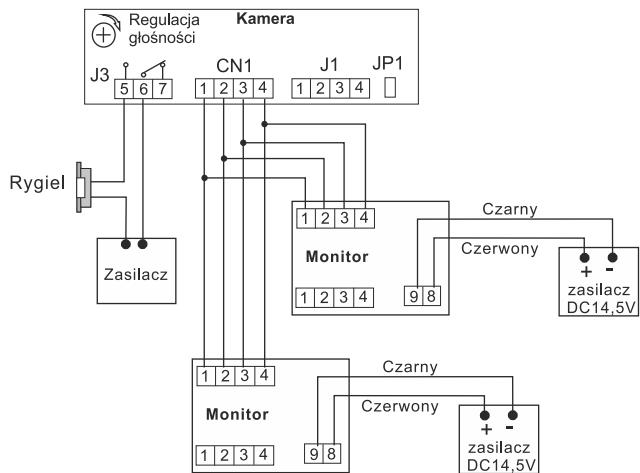 Regulacja
głośności
Kamera
J3
CN1
J1
JP1
5 6 7
1 2 3 4
1 2 3 4
Rygiel
Zasilacz
1 2 3 4
Monitor
1 2 3 4
9 8
Czarny
Czerwony
+ -
zasilacz
DC14,5V
1 2 3 4
Monitor
1 2 3 4
9 8
Czarny
Czerwony
+ -
zasilacz
DC14,5V